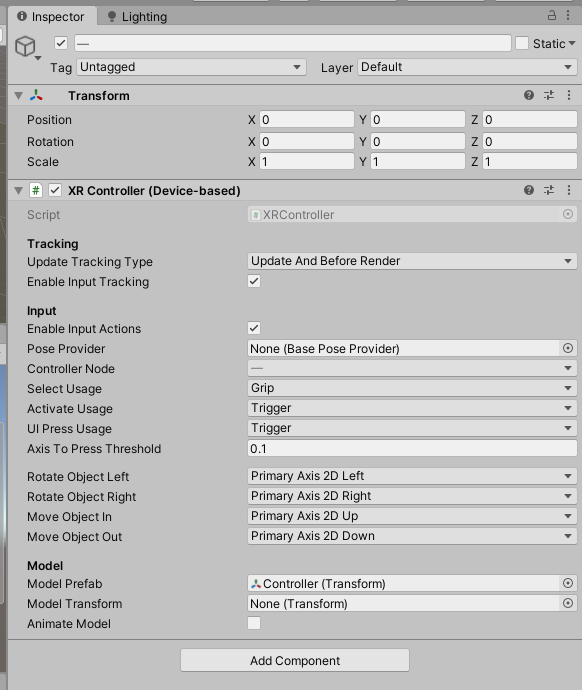 Inspector Lighting
— Static
Tag Untagged Layer Default
Transform
Position X 0 Y 0 Z 0
Rotation X 0 Y 0 Z 0
Scale X 1 Y 1 Z 1
# XR Controller (Device-based)
Script # XRController
Tracking
Update Tracking Type Update And Before Render
Enable Input Tracking
Input
Enable Input Actions
Pose Provider None (Base Pose Provider)
Controller Node —
Select Usage Grip
Activate Usage Trigger
UI Press Usage Trigger
Axis To Press Threshold 0.1
Rotate Object Left Primary Axis 2D Left
Rotate Object Right Primary Axis 2D Right
Move Object In Primary Axis 2D Up
Move Object Out Primary Axis 2D Down
Model
Model Prefab Controller (Transform)
Model Transform None (Transform)
Animate Model
Add Component